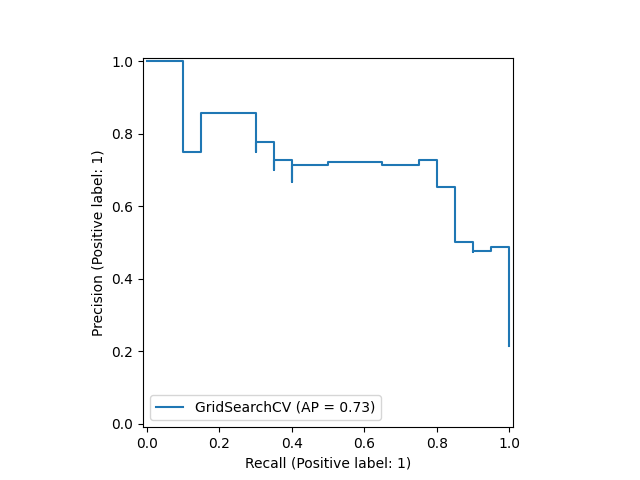 1.0
0.8
0.6
0.4
0.2
0.0
Precision (Positive label: 1)
GridSearchCV (AP = 0.73)
0.0 0.2 0.4 0.6 0.8 1.0
Recall (Positive label: 1)